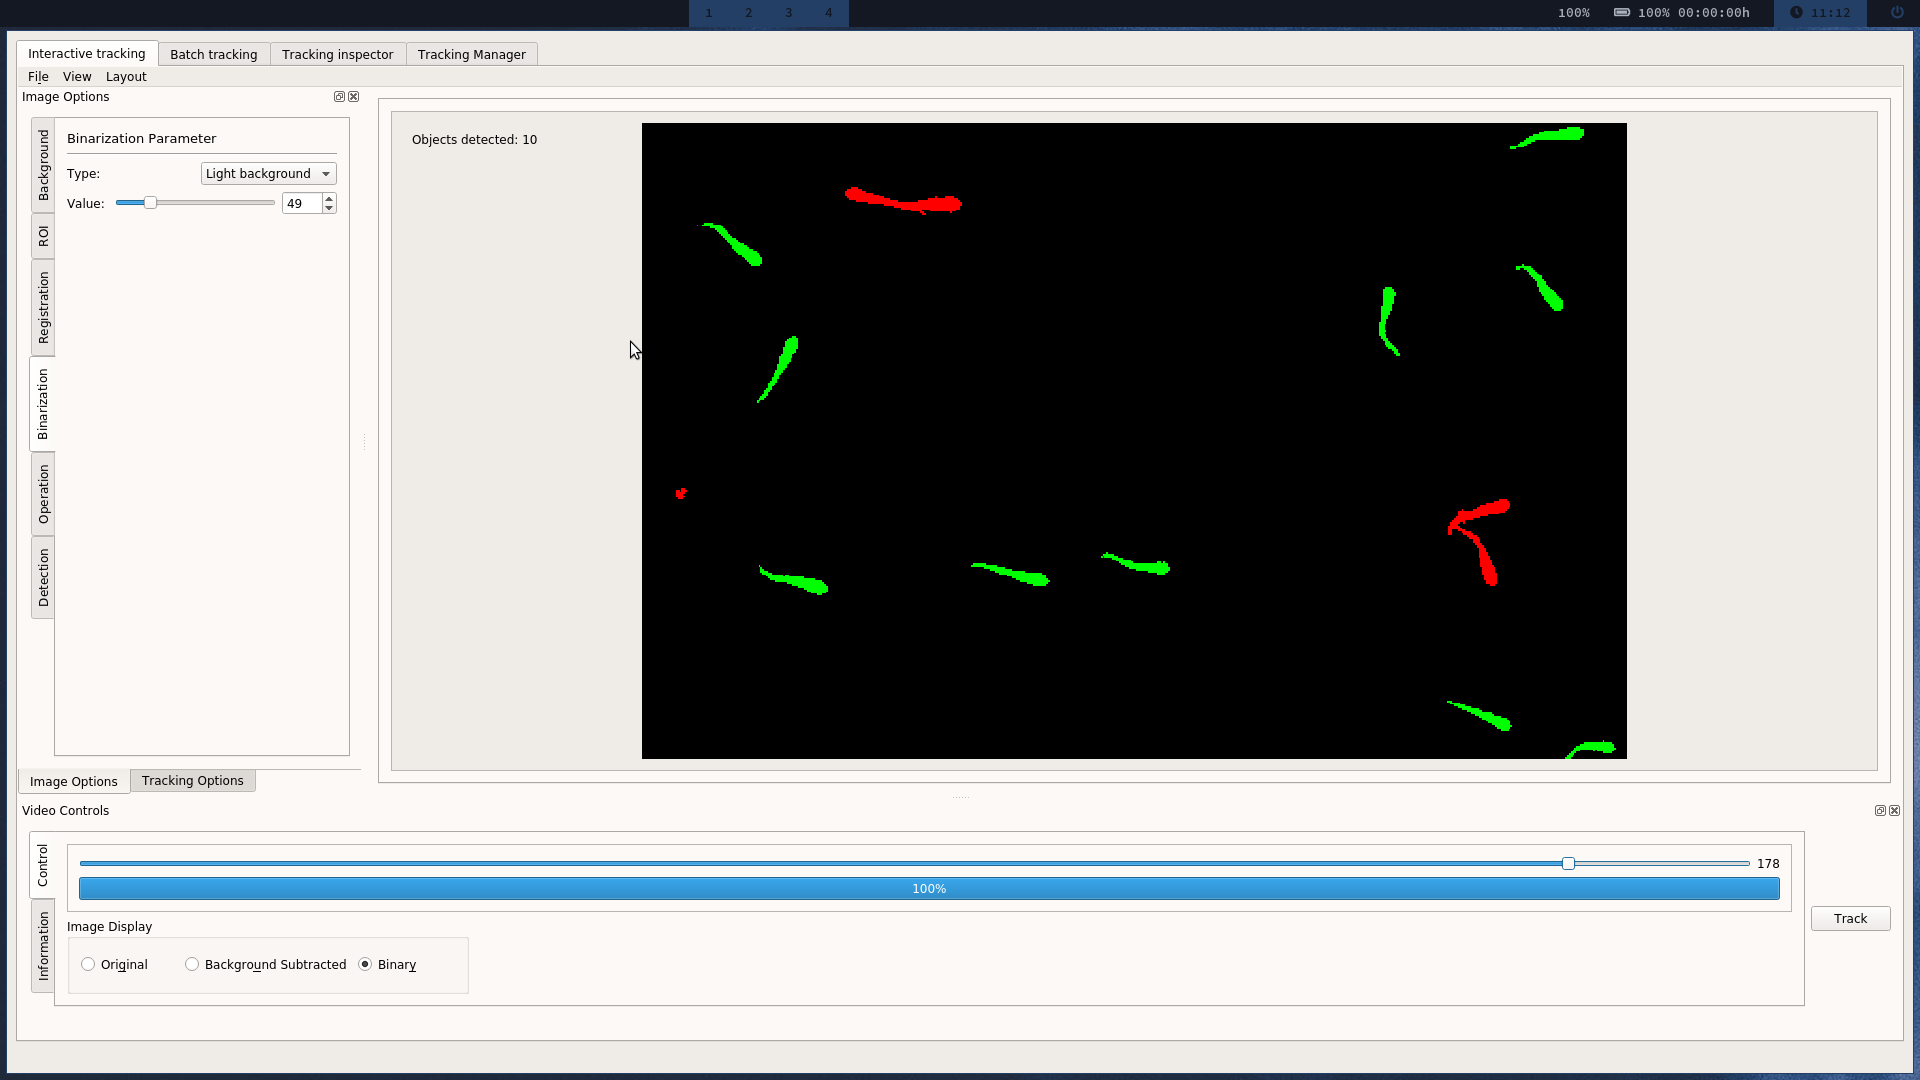 1 2 3 4 100% 100% 00:00:00h 11:12
Interactive tracking Batch tracking Tracking inspector Tracking Manager
File View Layout
Image Options
Background
ROI
Registration
Binarization
Operation
Detection
Binarization Parameter
Type: Light background
Value: 49
Objects detected: 10
Image Options Tracking Options
Video Controls
Control
Information
178
100%
Image Display
Original Background Subtracted Binary
Track